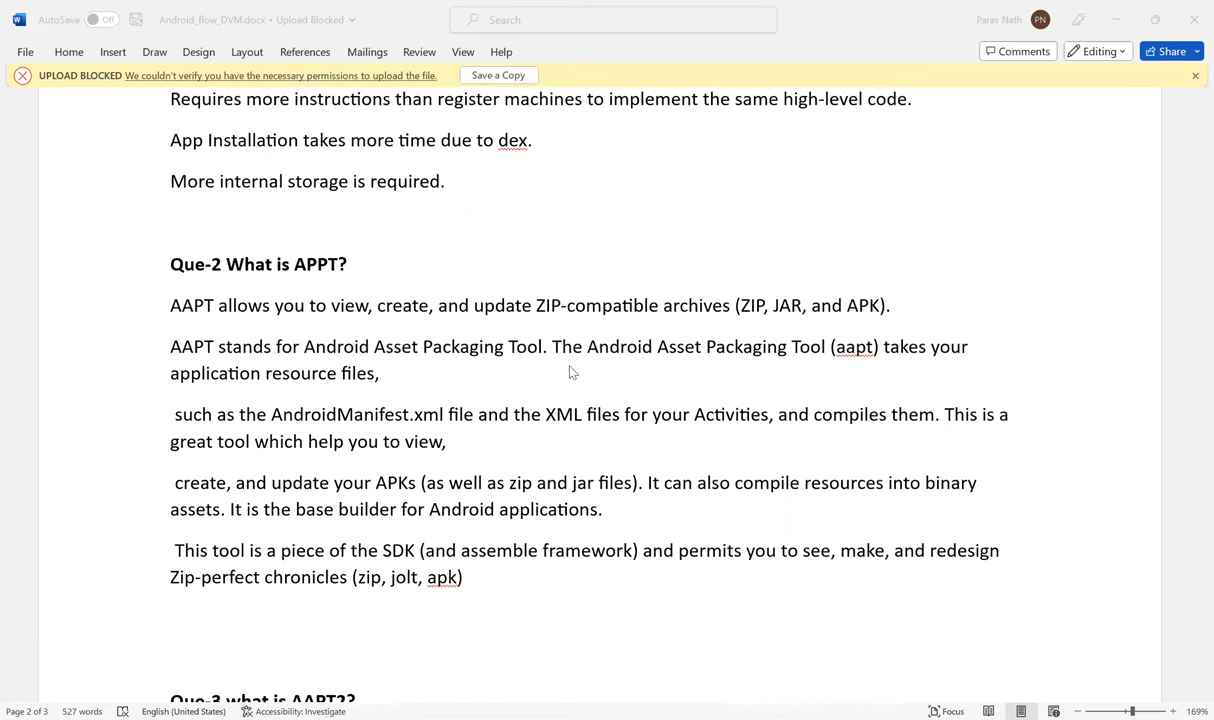 AutoSave Off Android_flow_DVM.docx • Upload Blocked Search Paras Nath PN
File Home Insert Draw Design Layout References Mailings Review View Help Comments Editing Share
UPLOAD BLOCKED We couldn't verify you have the necessary permissions to upload the file. Save a Copy
Requires more instructions than register machines to implement the same high-level code.
App Installation takes more time due to dex.
More internal storage is required.
Que-2 What is APPT?
AAPT allows you to view, create, and update ZIP-compatible archives (ZIP, JAR, and APK).
AAPT stands for Android Asset Packaging Tool. The Android Asset Packaging Tool (aapt) takes your
application resource files,
such as the AndroidManifest.xml file and the XML files for your Activities, and compiles them. This is a
great tool which help you to view,
create, and update your APKs (as well as zip and jar files). It can also compile resources into binary
assets. It is the base builder for Android applications.
This tool is a piece of the SDK (and assemble framework) and permits you to see, make, and redesign
Zip-perfect chronicles (zip, jolt, apk)
Que-3 what is AAPT2?
Page 2 of 3 527 words English (United States) Accessibility: Investigate Focus 169%